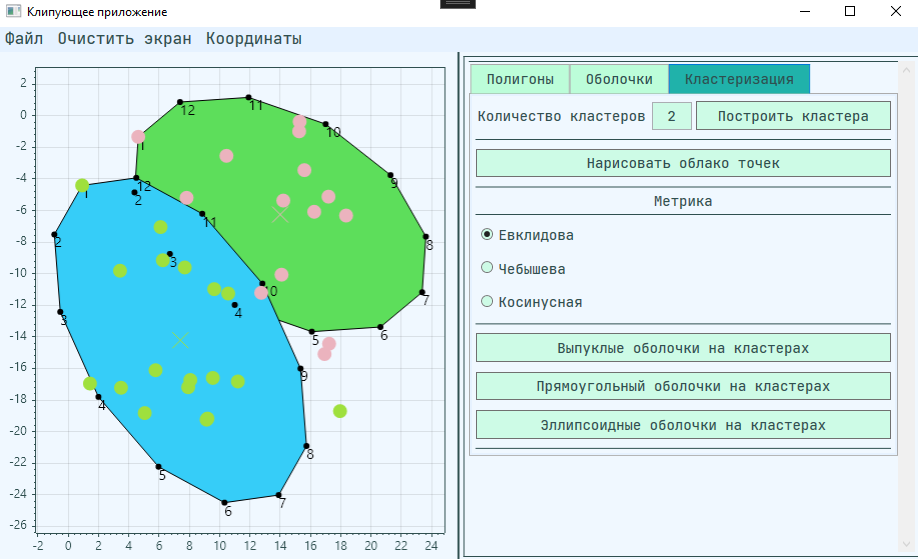 Клипующее приложение
Файл Очистить экран Координаты
Полигоны Оболочки Кластеризация
Количество кластеров 2 Построить кластера
Нарисовать облако точек
Метрика
Евклидова
Чебышева
Косинусная
Выпуклые оболочки на кластерах
Прямоугольный оболочки на кластерах
Эллипсоидные оболочки на кластерах
2
0
-2
-4
-6
-8
-10
-12
-14
-16
-18
-20
-22
-24
-26
-2 0 2 4 6 8 10 12 14 16 18 20 22 24
12 11
10
1
9
12
1
2
11
2
8
3
10
7
4
3
5 6
9
4
8
5
7
6